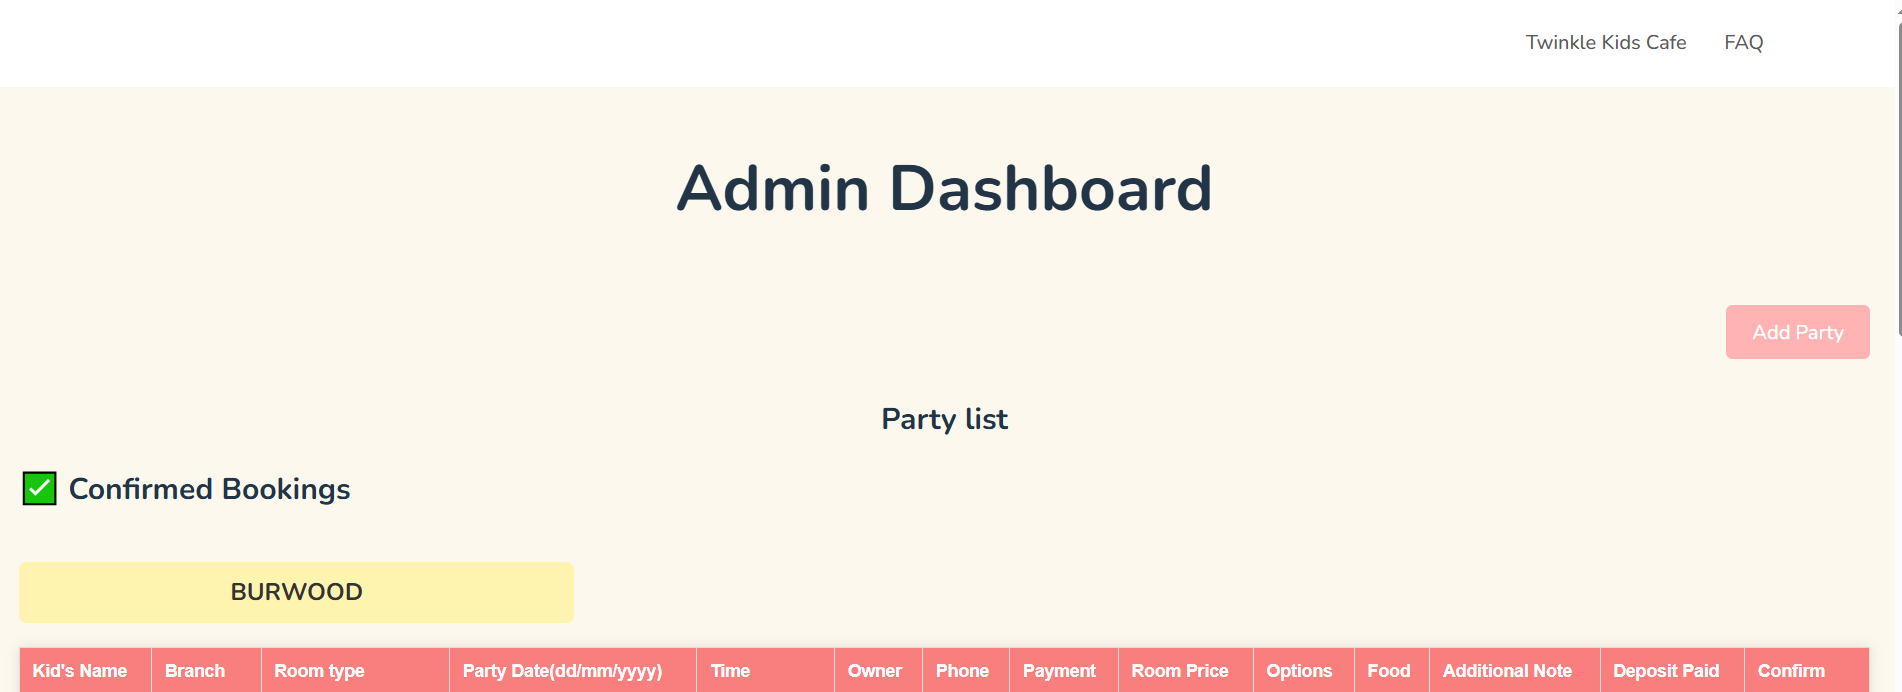 Twinkle Kids Cafe FAQ
Admin Dashboard
Add Party
Party list
Confirmed Bookings
BURWOOD
Kid's Name Branch Room type Party Date(dd/mm/yyyy) Time Owner Phone Payment Room Price Options Food Additional Note Deposit Paid Confirm